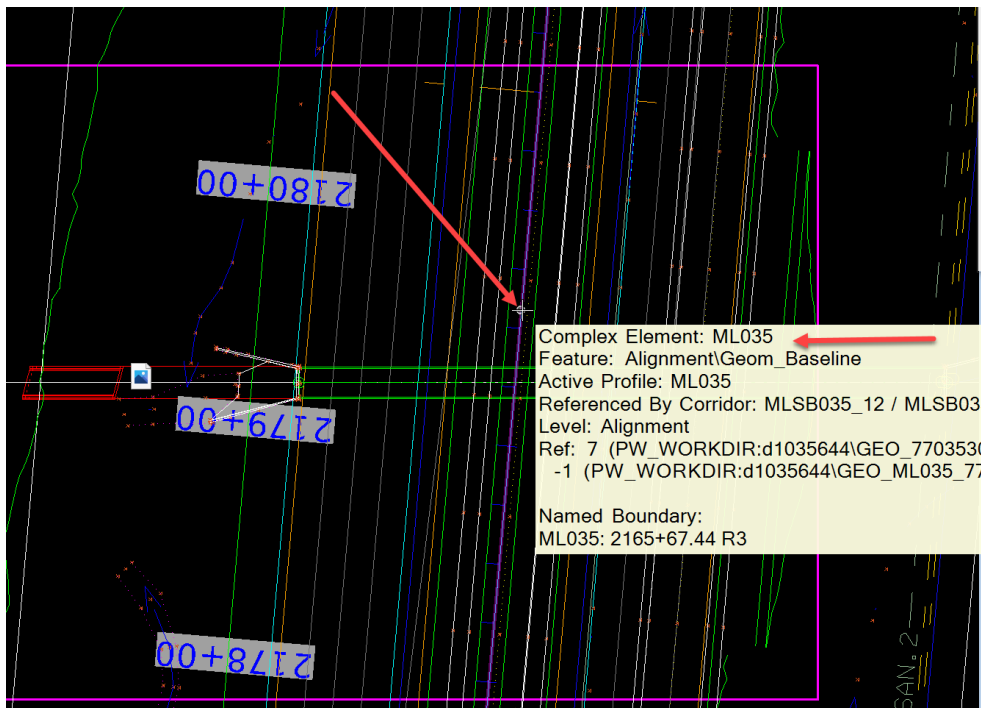 2180+00
Complex Element: ML035
Feature: Alignment\Geom_Baseline
Active Profile: ML035
Referenced By Corridor: MLSB035_12 / MLSB03
Level: Alignment
Ref: 7 (PW_WORKDIR:d1035644\GEO_7703530
-1 (PW_WORKDIR:d1035644\GEO_ML035_77
Named Boundary:
ML035: 2165+67.44 R3
2179+00
2178+00
SAN.2